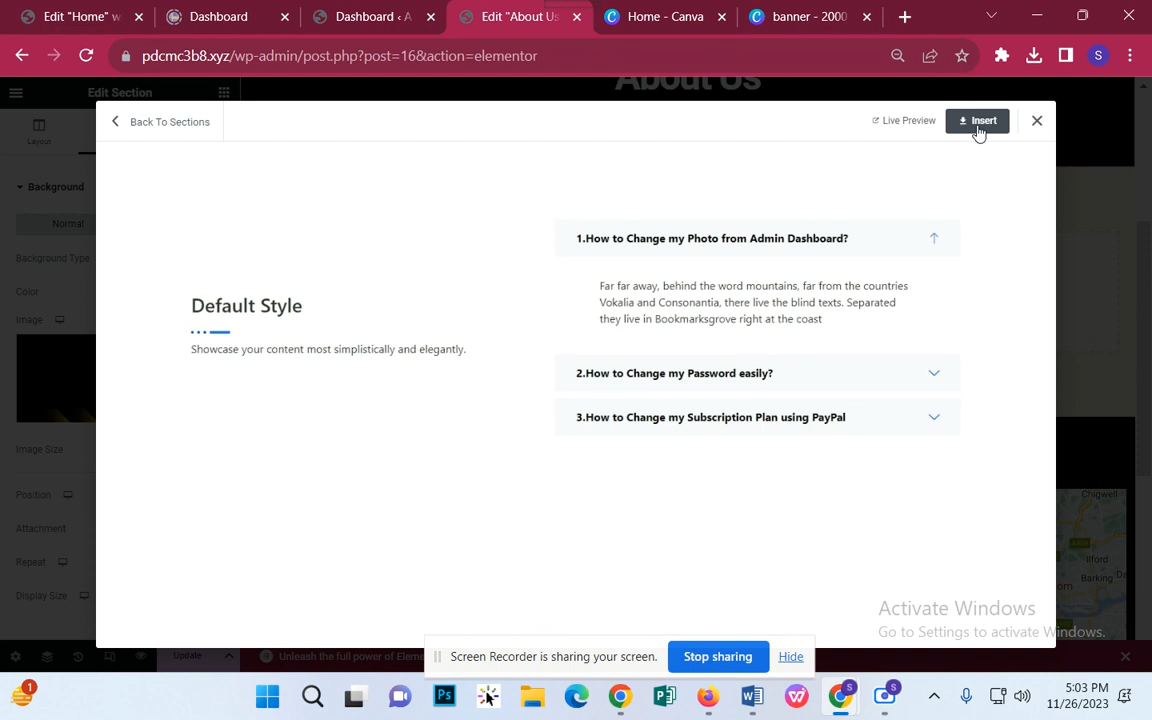 Edit "Home" w
Dashboard
Dashboard ‹ A
Edit "About Us
Home - Canva
banner - 2000
pdcmc3b8.xyz/wp-admin/post.php?post=16&action=elementor
S
Edit Section
About Us
Back To Sections
Live Preview
Insert
Layout
Background
Normal
Background Type
Color
Image
Image Size
Position
Attachment
Repeat
Display Size
1.How to Change my Photo from Admin Dashboard?
Far far away, behind the word mountains, far from the countries
Vokalia and Consonantia, there live the blind texts. Separated
they live in Bookmarksgrove right at the coast
Default Style
Showcase your content most simplistically and elegantly.
2.How to Change my Password easily?
3.How to Change my Subscription Plan using PayPal
Chigwell
Ilford
Barking
Activate Windows
Go to Settings to activate Windows.
Update
Unleash the full power of Eleme
Screen Recorder is sharing your screen.
Stop sharing
Hide
1
Ps
S
S
5:03 PM
11/26/2023